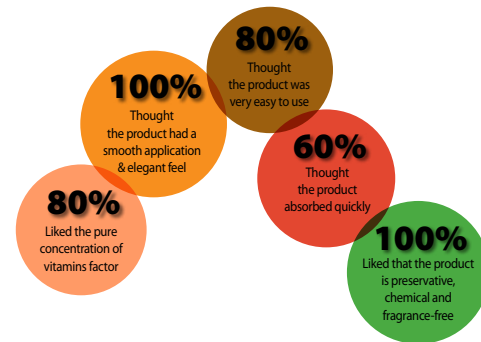 80%
Thought
the product was
very easy to use
100%
Thought
the product had a
smooth application
& elegant feel
60%
Thought
the product
absorbed quickly
80%
Liked the pure
concentration of
vitamins factor
100%
Liked that the product
is preservative,
chemical and
fragrance-free